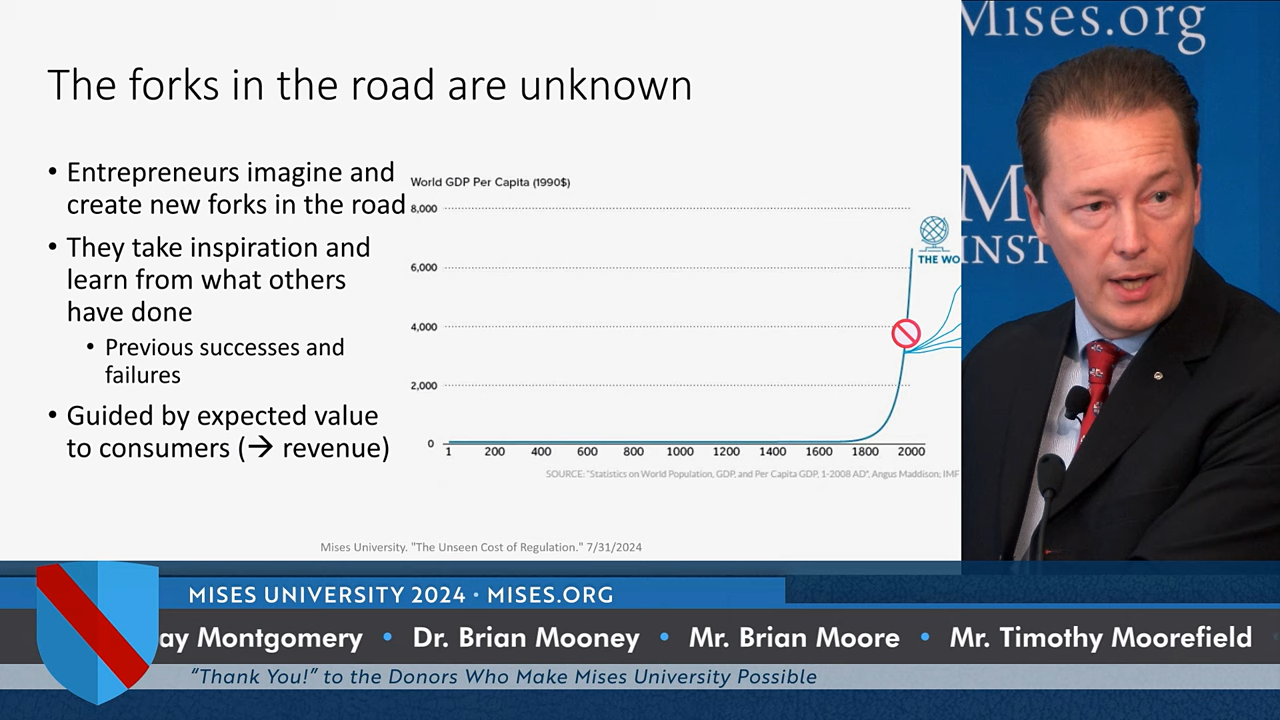 The forks in the road are unknown
• Entrepreneurs imagine and
create new forks in the road
• They take inspiration and
learn from what others
have done
• Previous successes and
failures
• Guided by expected value
to consumers (→ revenue)
World GDP Per Capita (1990$)
8,000
6,000
4,000
2,000
0
1 200 400 600 800 1000 1200 1400 1600 1800 2000
THE WO
SOURCE: "Statistics on World Population, GDP, and Per Capita GDP, 1-2008 AD", Angus Maddison; IMF
Mises University. "The Unseen Cost of Regulation." 7/31/2024
Mises.org
M
INST
MISES UNIVERSITY 2024 • MISES.ORG
ay Montgomery • Dr. Brian Mooney • Mr. Brian Moore • Mr. Timothy Moorefield
"Thank You!" to the Donors Who Make Mises University Possible